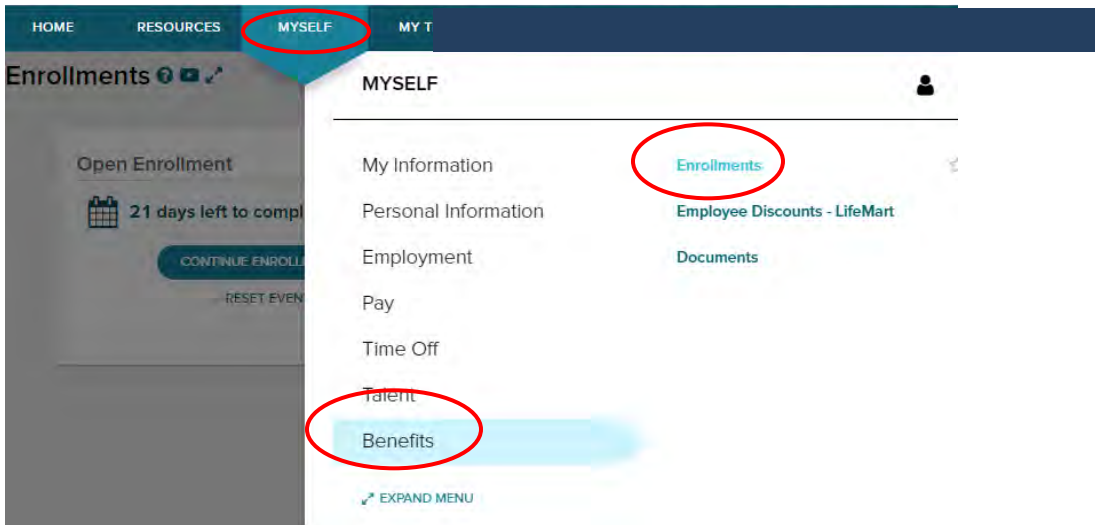 HOME RESOURCES MYSELF MY T
Enrollments
MYSELF
Open Enrollment
21 days left to compl
CONTINUE ENROLL
RESET EVEN
My Information
Personal Information
Employment
Pay
Time Off
Talent
Benefits
EXPAND MENU
Enrollments
Employee Discounts - LifeMart
Documents